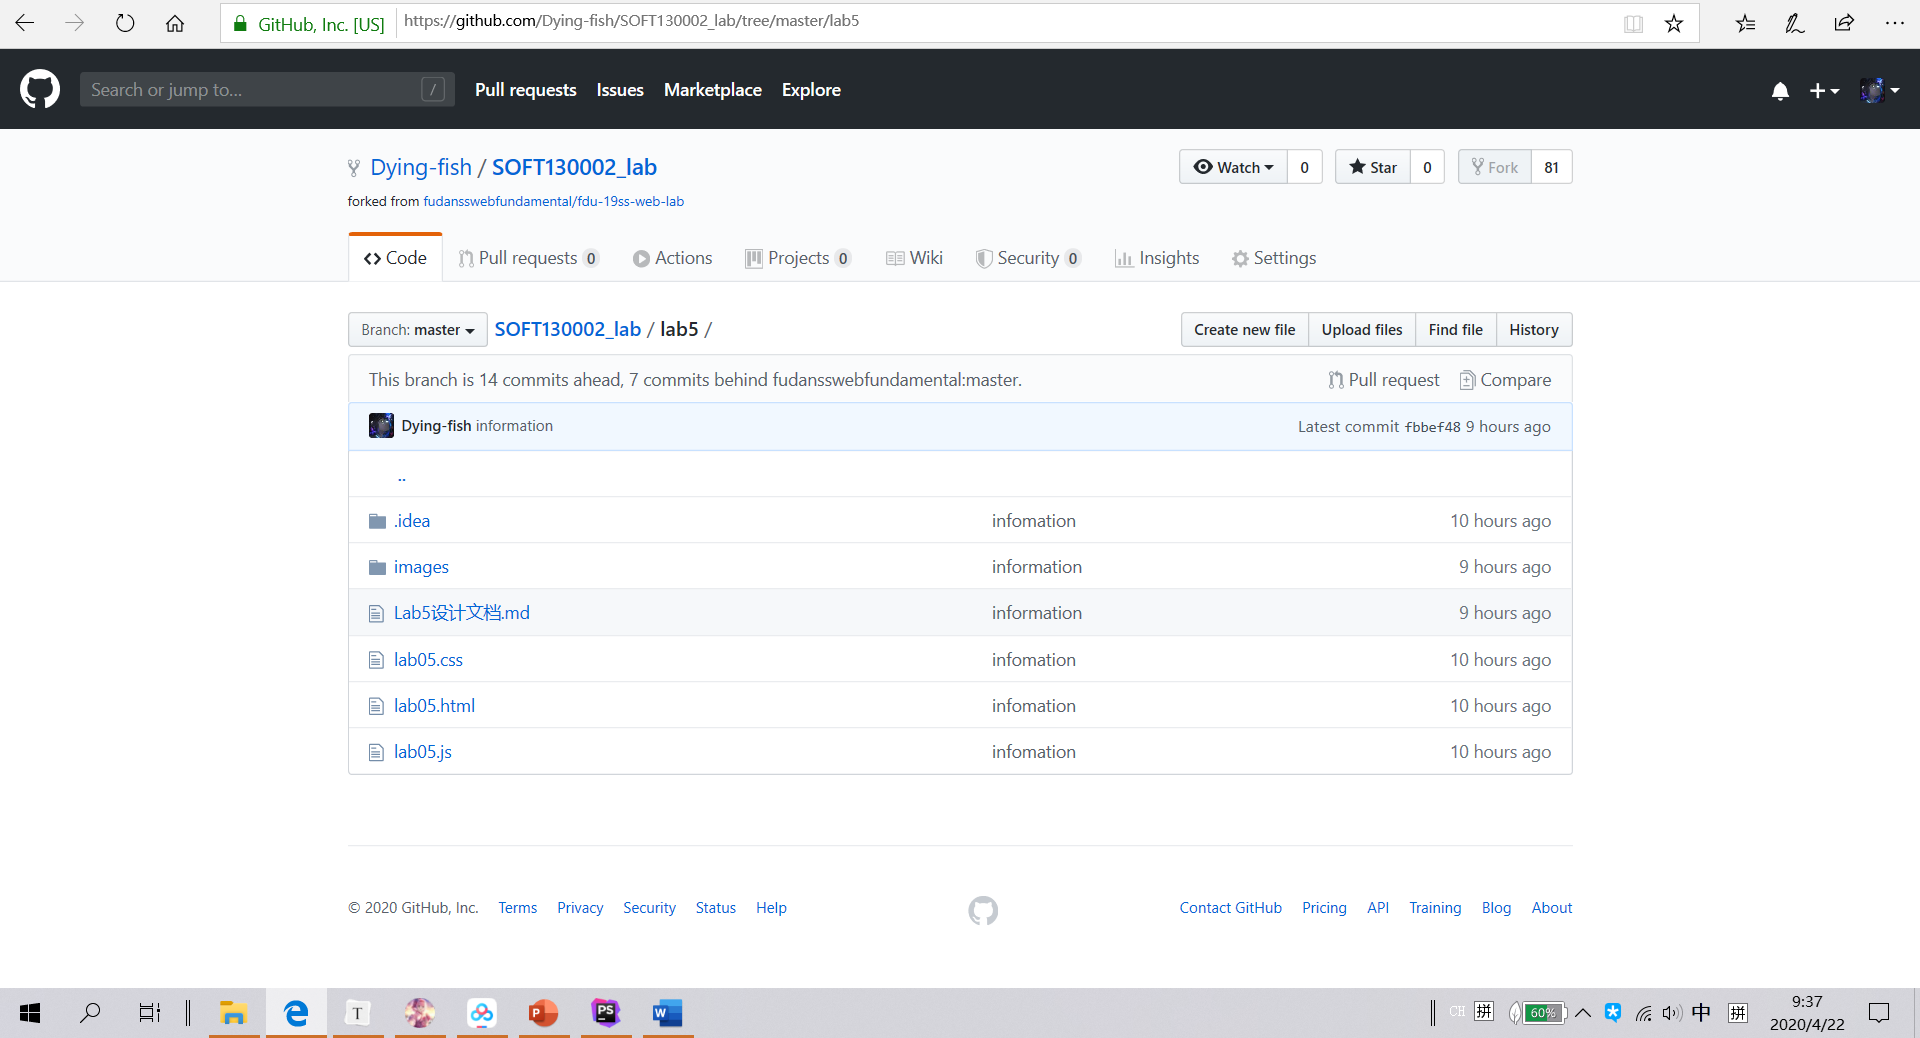 GitHub, Inc. [US] https://github.com/Dying-fish/SOFT130002_lab/tree/master/lab5
Search or jump to... / Pull requests Issues Marketplace Explore
Dying-fish / SOFT130002_lab Watch 0 Star 0 Fork 81
forked from fudansswebfundamental/fdu-19ss-web-lab
Code Pull requests 0 Actions Projects 0 Wiki Security 0 Insights Settings
Branch: master SOFT130002_lab / lab5 / Create new file Upload files Find file History
This branch is 14 commits ahead, 7 commits behind fudansswebfundamental:master. Pull request Compare
Dying-fish information Latest commit fbbef48 9 hours ago
..
.idea infomation 10 hours ago
images information 9 hours ago
Lab5设计文档.md information 9 hours ago
lab05.css infomation 10 hours ago
lab05.html infomation 10 hours ago
lab05.js infomation 10 hours ago
© 2020 GitHub, Inc. Terms Privacy Security Status Help Contact GitHub Pricing API Training Blog About
T P PS W CH 拼 60% 中 拼 9:37
2020/4/22